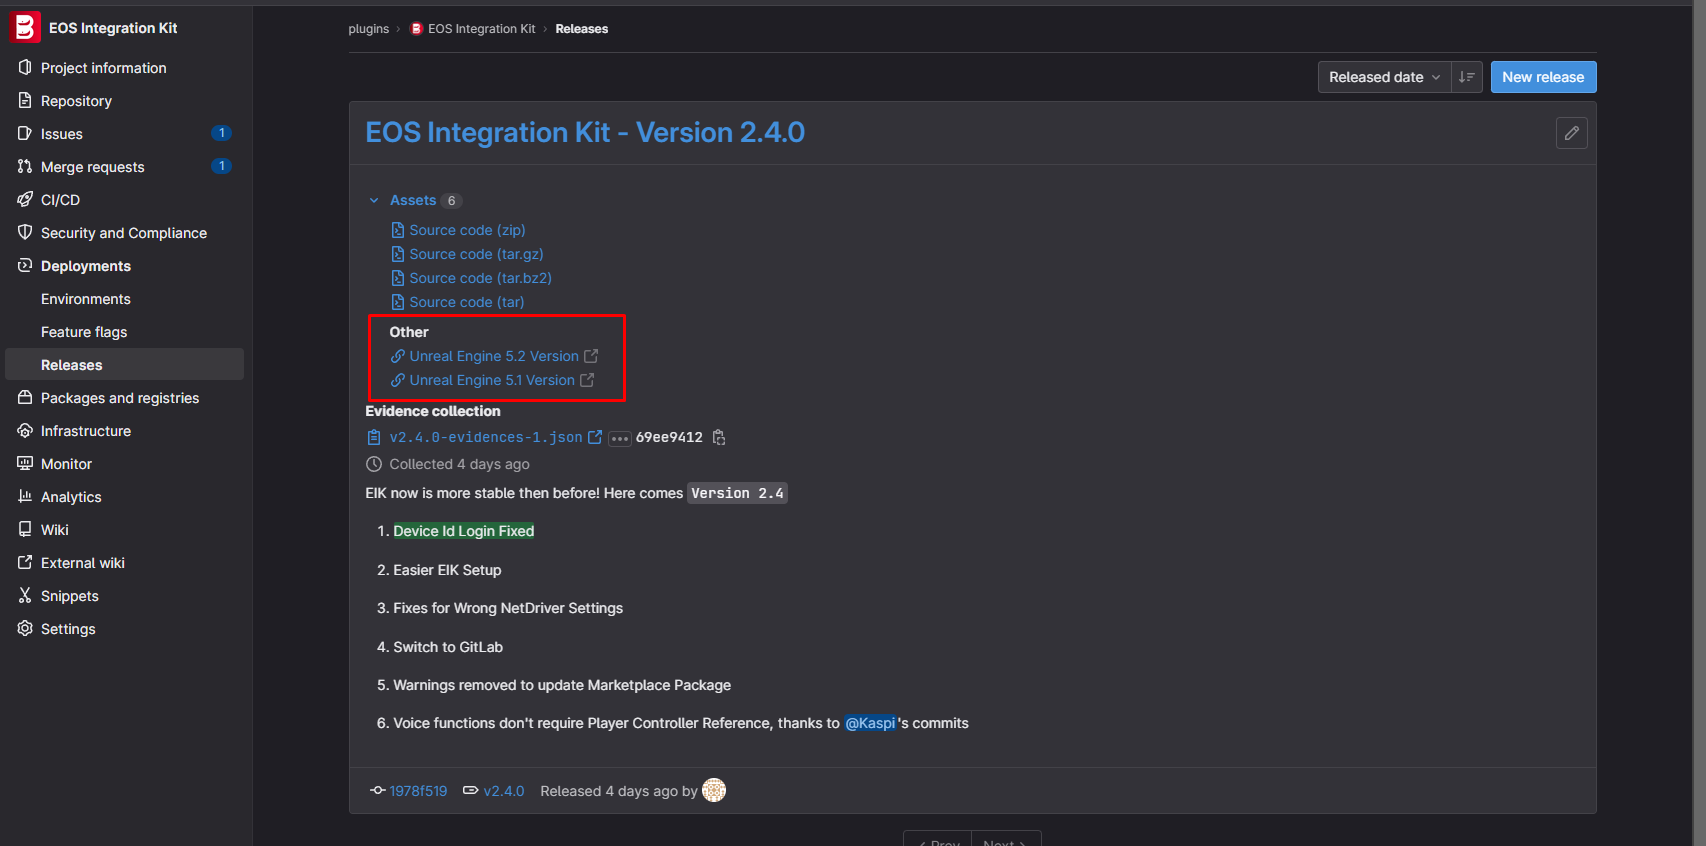 EOS Integration Kit
Project information
Repository
Issues 1
Merge requests 1
CI/CD
Security and Compliance
Deployments
Environments
Feature flags
Releases
Packages and registries
Infrastructure
Monitor
Analytics
Wiki
External wiki
Snippets
Settings
plugins › EOS Integration Kit › Releases
Released date
New release
EOS Integration Kit - Version 2.4.0
Assets 6
Source code (zip)
Source code (tar.gz)
Source code (tar.bz2)
Source code (tar)
Other
Unreal Engine 5.2 Version
Unreal Engine 5.1 Version
Evidence collection
v2.4.0-evidences-1.json ... 69ee9412
Collected 4 days ago
EIK now is more stable then before! Here comes Version 2.4
1. Device Id Login Fixed
2. Easier EIK Setup
3. Fixes for Wrong NetDriver Settings
4. Switch to GitLab
5. Warnings removed to update Marketplace Package
6. Voice functions don't require Player Controller Reference, thanks to @Kaspi's commits
1978f519 v2.4.0 Released 4 days ago by
‹ Prev Next ›